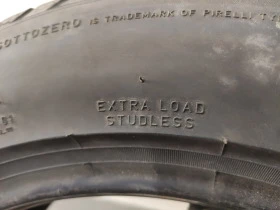 SOTTOZERO IS TRADEMARK OF PIRELLI
EXTRA LOAD
STUDLESS